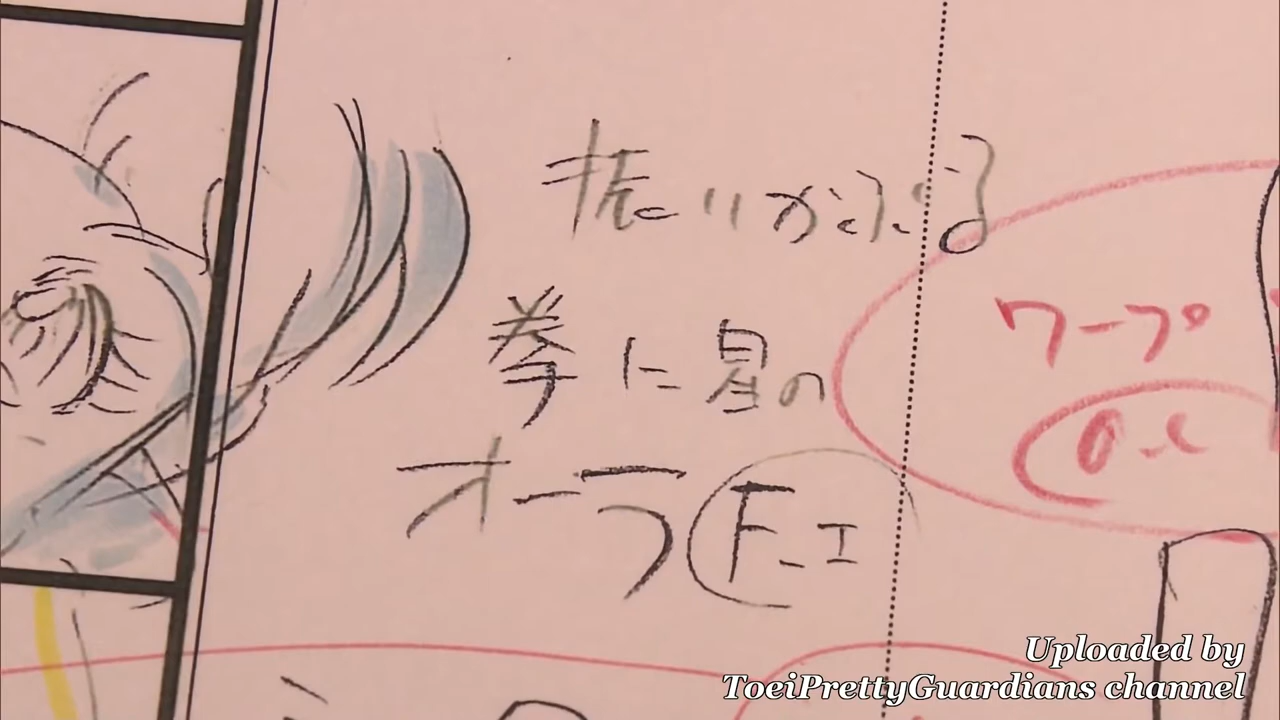 振りかぶる
拳に星の
オーラ F.I
ワープ
O.L
Uploaded by
ToeiPrettyGuardians channel